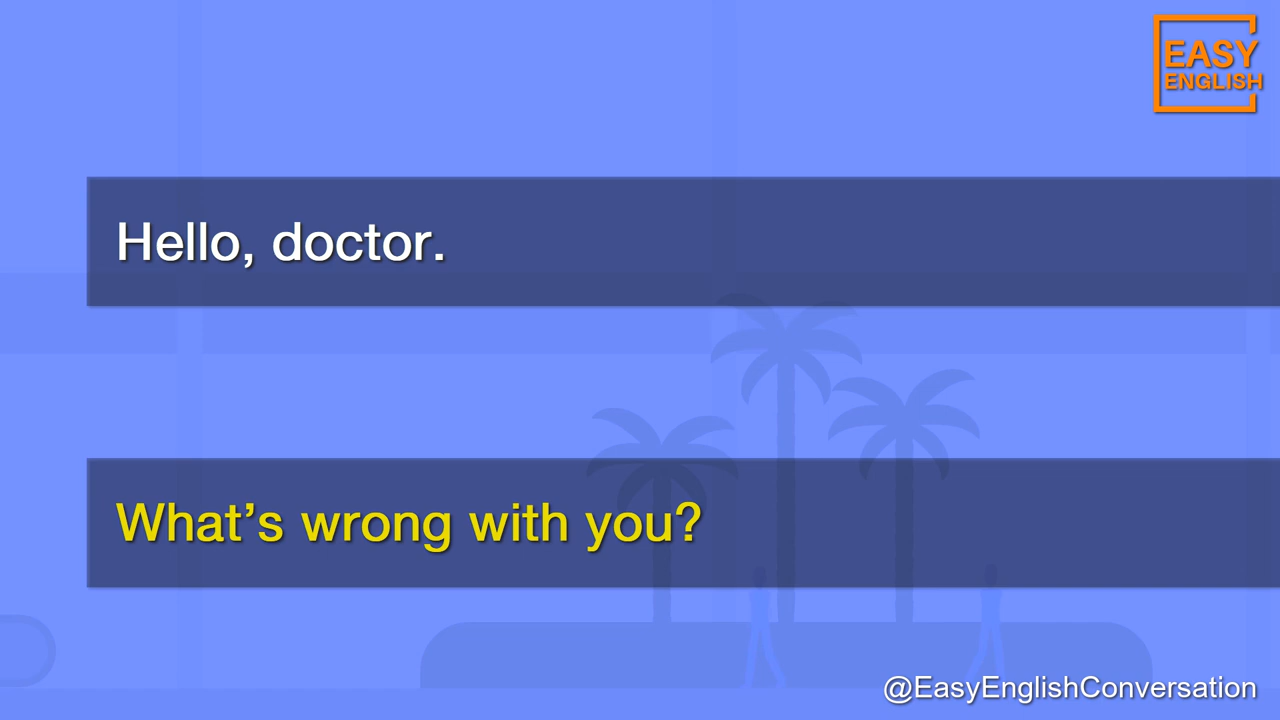 EASY
ENGLISH
Hello, doctor.
What's wrong with you?
@EasyEnglishConversation